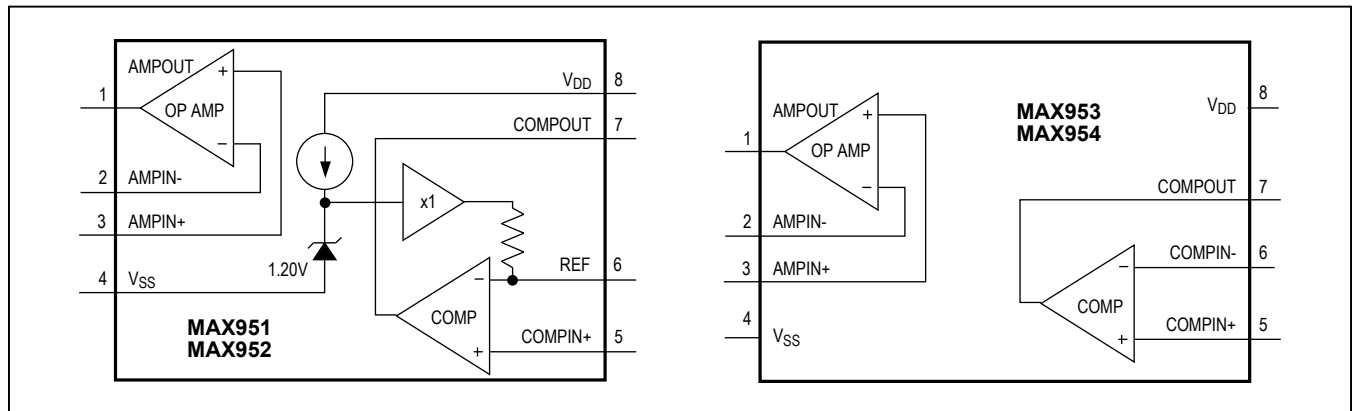 AMPOUT
+
1
OP AMP
−
2 AMPIN-
3 AMPIN+
4 VSS
1.20V
x1
VDD 8
COMPOUT 7
REF 6
−
COMP
+
COMPIN+ 5
MAX951
MAX952
AMPOUT
+
1
OP AMP
−
2 AMPIN-
3 AMPIN+
4 VSS
MAX953
MAX954
VDD 8
COMPOUT 7
COMPIN- 6
−
COMP
+
COMPIN+ 5